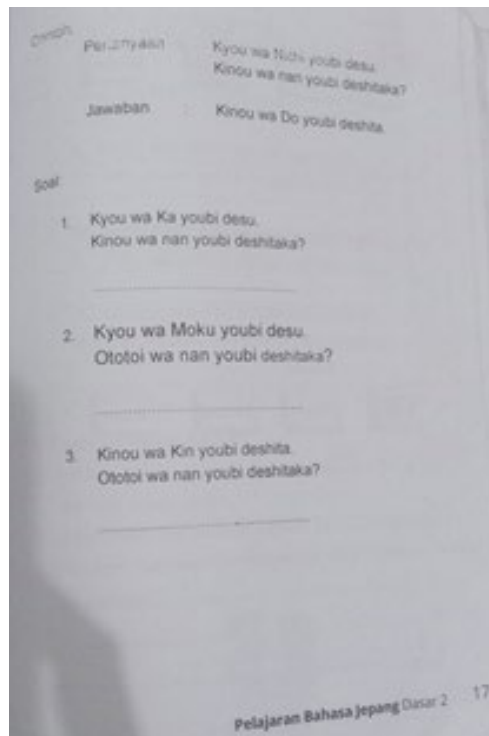 Contoh
Pertanyaan : Kyou wa Nichi youbi desu.
Kinou wa nan youbi deshitaka?
Jawaban : Kinou wa Do youbi deshita.
Soal
1. Kyou wa Ka youbi desu.
Kinou wa nan youbi deshitaka?
2. Kyou wa Moku youbi desu.
Ototoi wa nan youbi deshitaka?
3. Kinou wa Kin youbi deshita.
Ototoi wa nan youbi deshitaka?
Pelajaran Bahasa Jepang Dasar 2 17